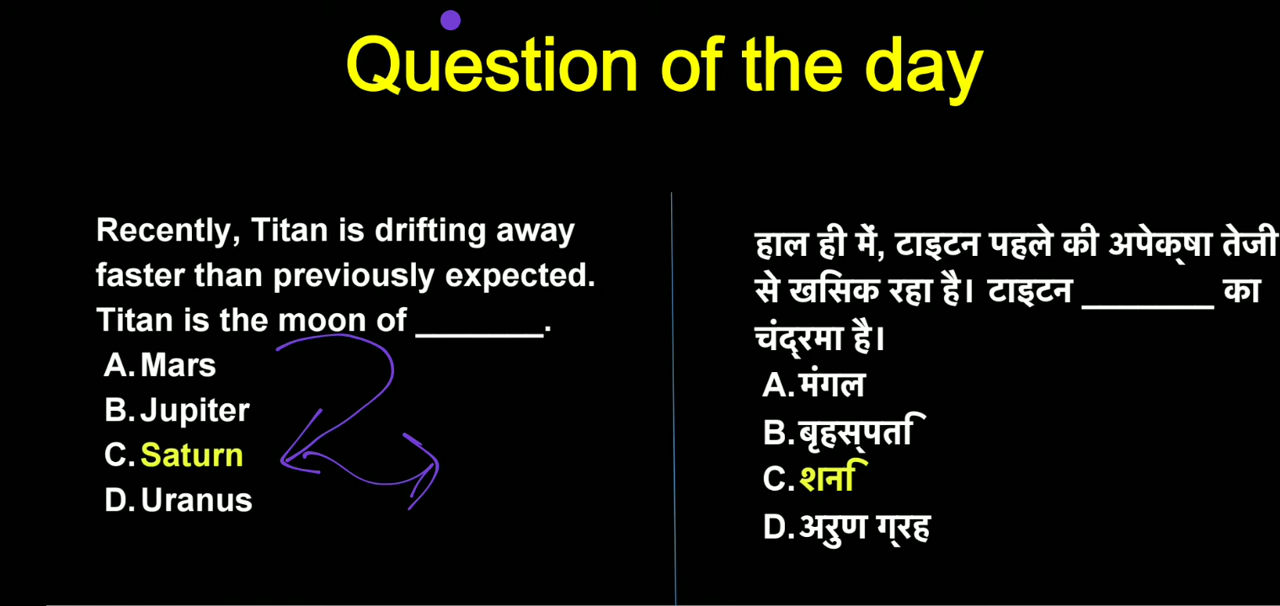 Question of the day
Recently, Titan is drifting away
faster than previously expected.
Titan is the moon of _______.
A. Mars
B. Jupiter
C. Saturn
D. Uranus
हाल ही में, टाइटन पहले की अपेक्षा तेजी
से खसिक रहा है। टाइटन _______ का
चंद्रमा है।
A. मंगल
B. बृहस्पति
C. शनि
D. अरुण ग्रह